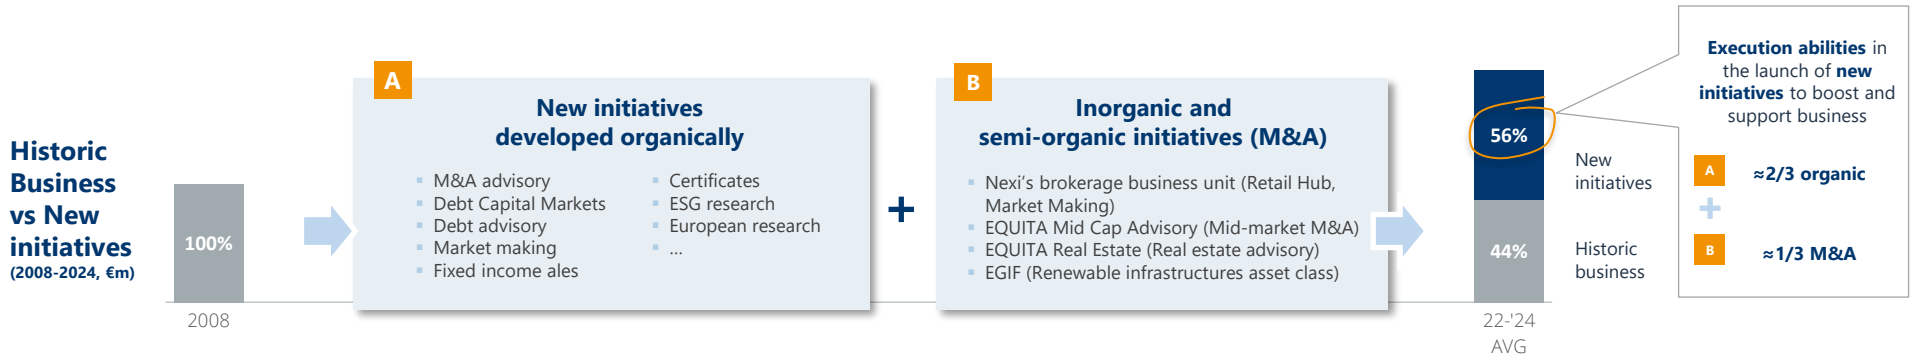 Historic
Business
vs New
initiatives
(2008-2024, €m)
100%
2008
A
New initiatives
developed organically
M&A advisory
Debt Capital Markets
Debt advisory
Market making
Fixed income ales
Certificates
ESG research
European research
...
+
B
Inorganic and
semi-organic initiatives (M&A)
Nexi's brokerage business unit (Retail Hub,
Market Making)
EQUITA Mid Cap Advisory (Mid-market M&A)
EQUITA Real Estate (Real estate advisory)
EGIF (Renewable infrastructures asset class)
56%
44%
22-'24
AVG
New
initiatives
Historic
business
Execution abilities in
the launch of new
initiatives to boost and
support business
A ≈2/3 organic
+
B ≈1/3 M&A